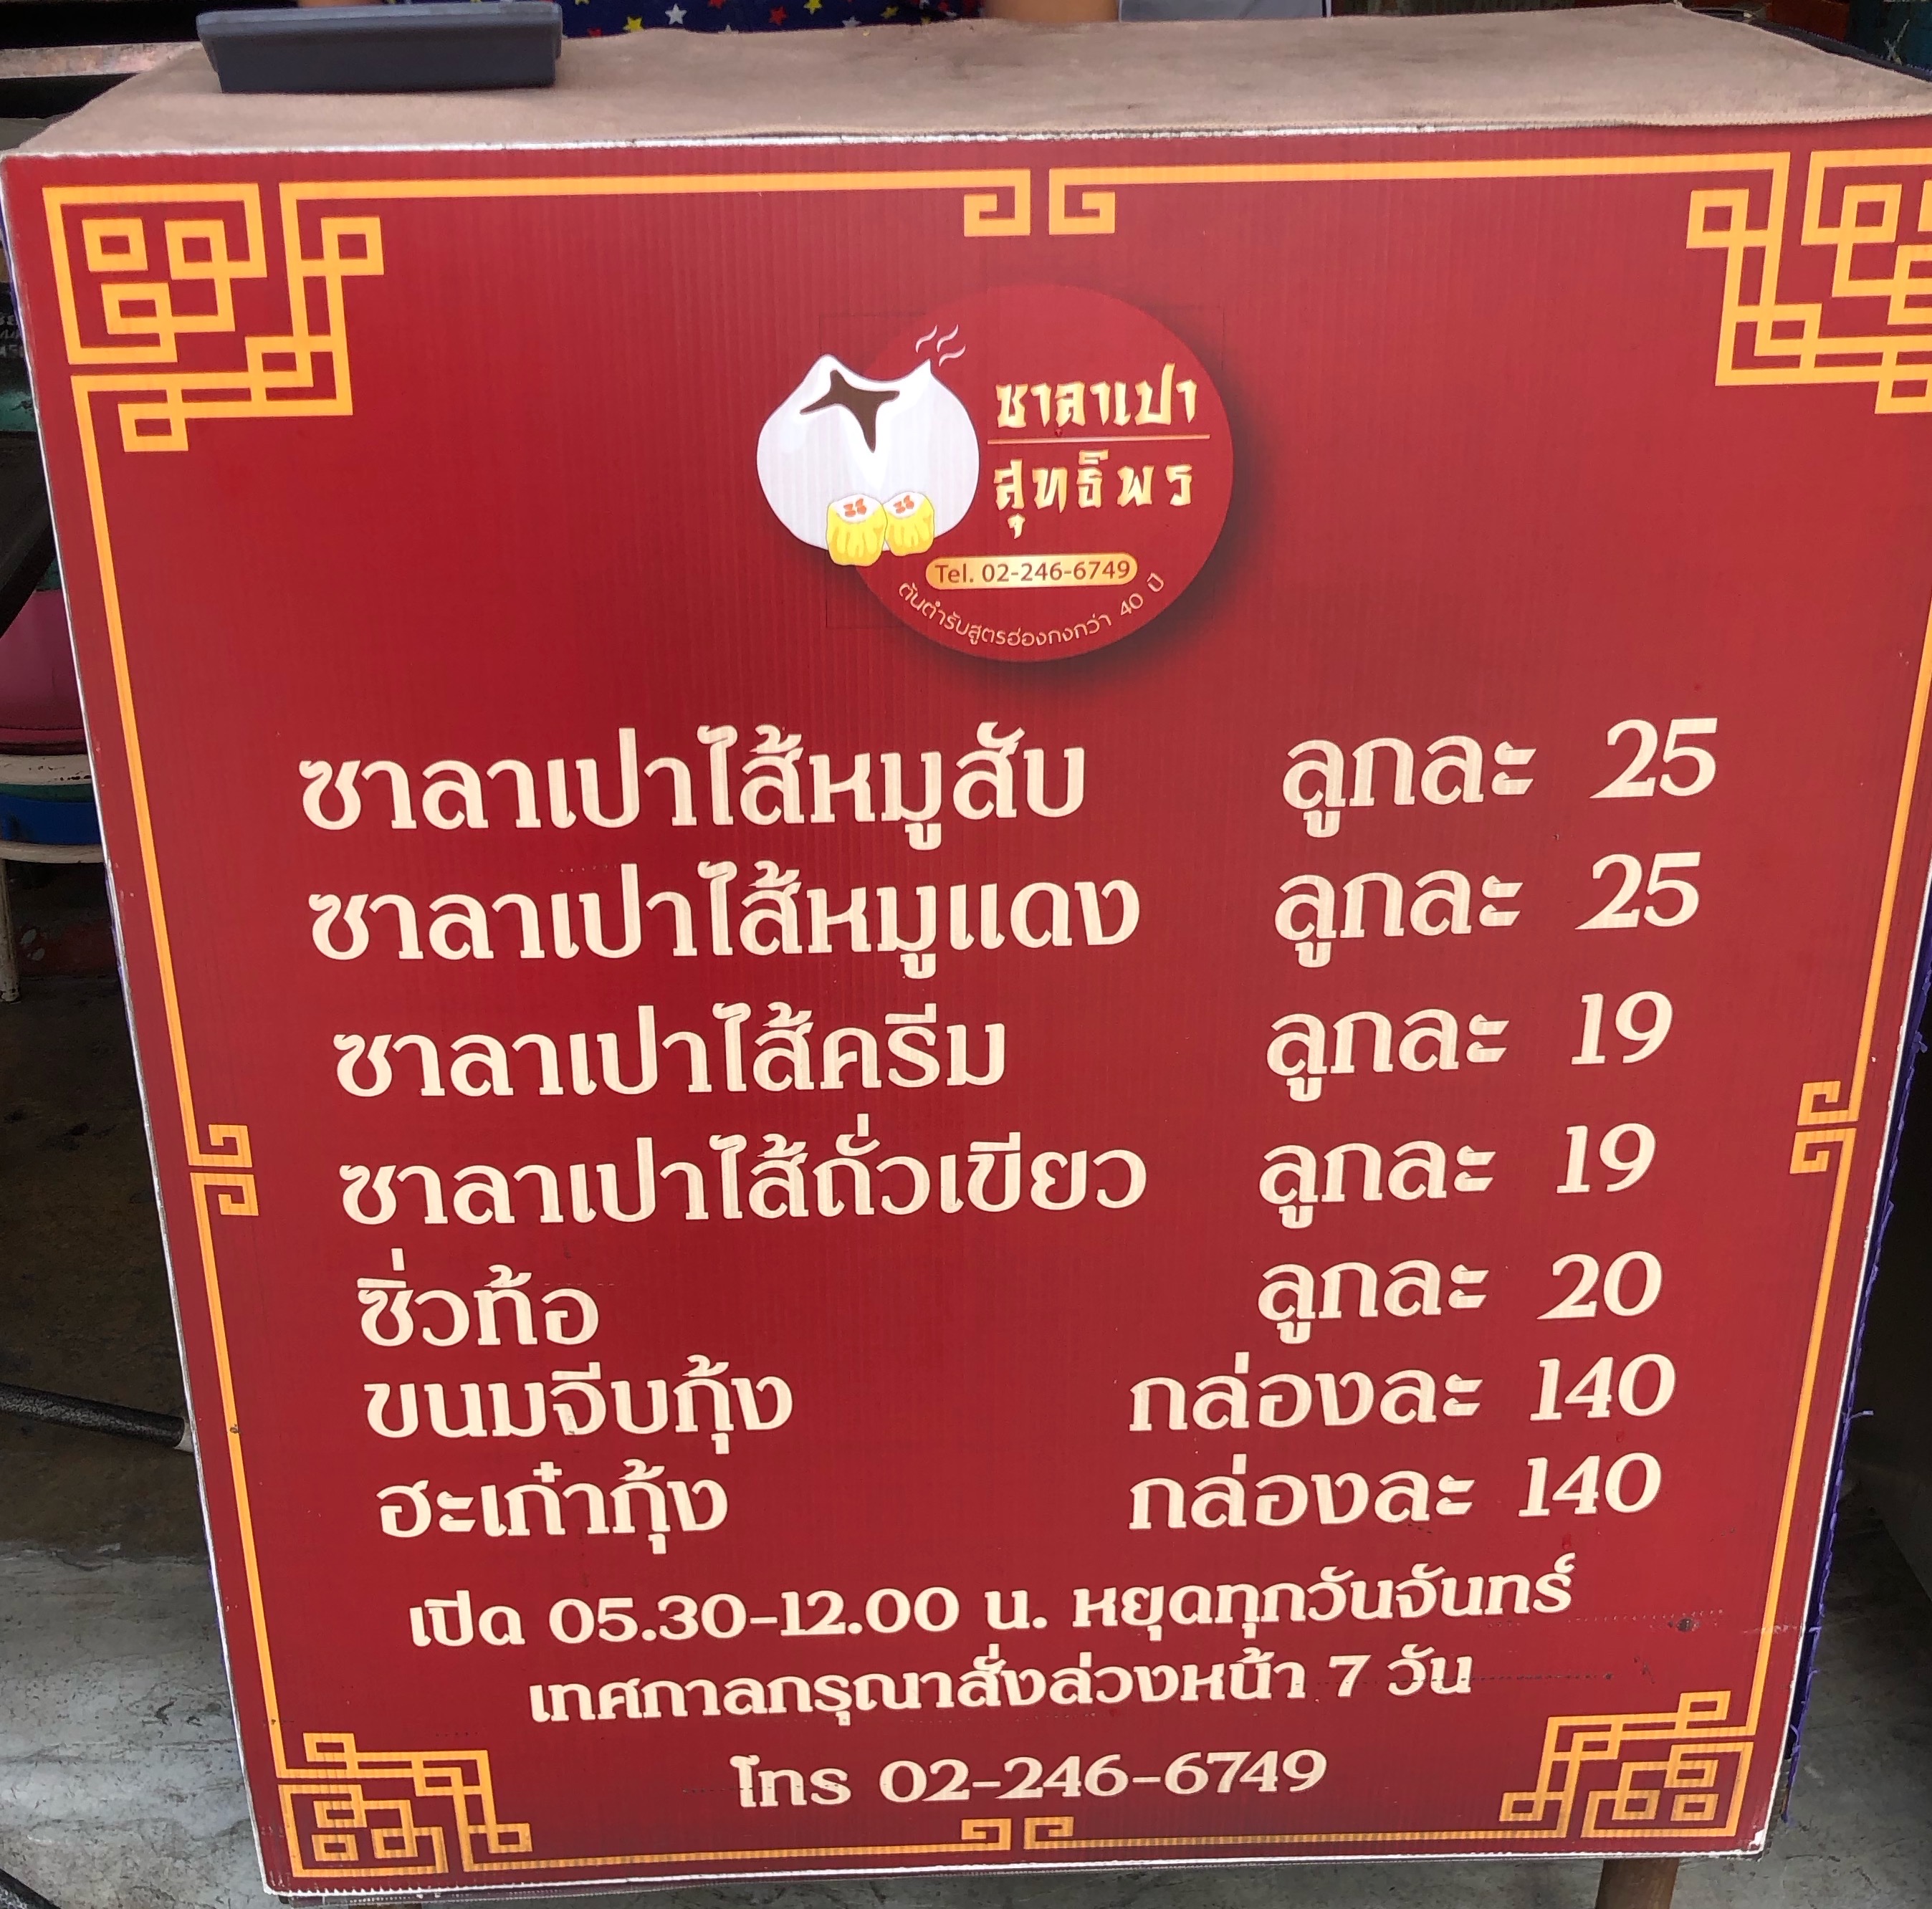 ซาลาเปา
สุทธิพร
Tel. 02-246-6749
ต้นตำรับสูตรฮ่องกงกว่า 40 ปี
ซาลาเปาไส้หมูสับ ลูกละ 25
ซาลาเปาไส้หมูแดง ลูกละ 25
ซาลาเปาไส้ครีม ลูกละ 19
ซาลาเปาไส้ถั่วเขียว ลูกละ 19
ซิ่วท้อ ลูกละ 20
ขนมจีบกุ้ง กล่องละ 140
ฮะเก๋ากุ้ง กล่องละ 140
เปิด 05.30-12.00 น. หยุดทุกวันจันทร์
เทศกาลกรุณาสั่งล่วงหน้า 7 วัน
โทร 02-246-6749